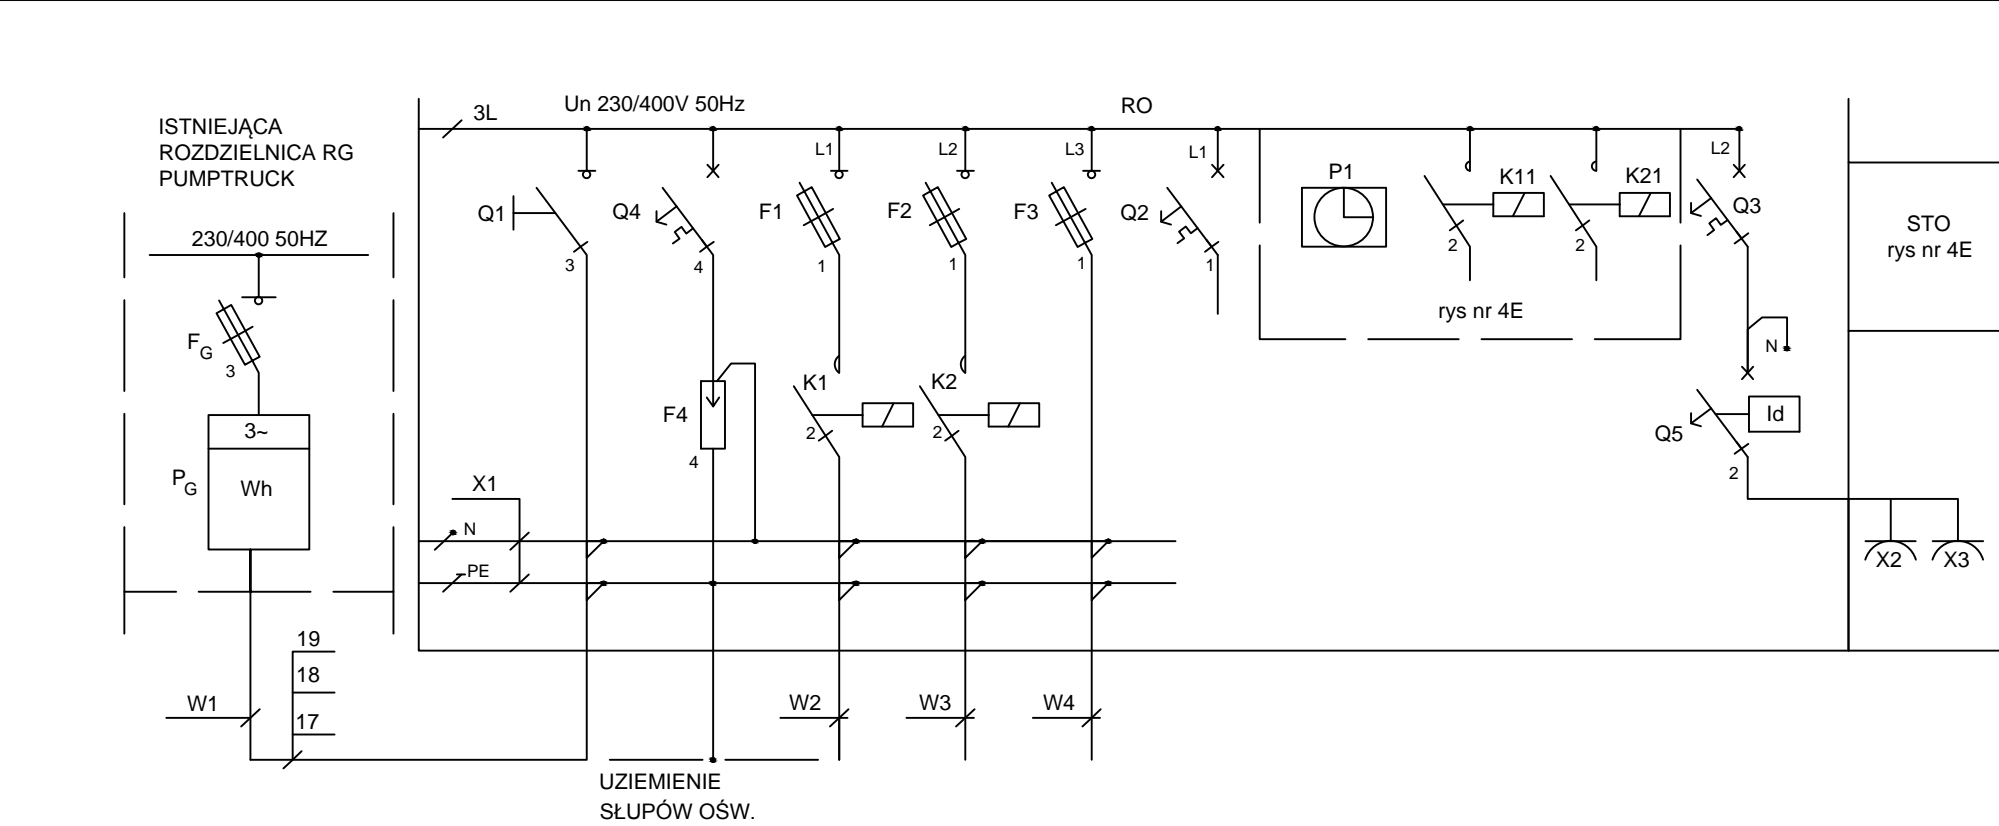 ISTNIEJĄCA
ROZDZIELNICA RG
PUMPTRUCK
230/400 50HZ
FG
3
3~
PG
Wh
W1
19
18
17
3L
Un 230/400V 50Hz
RO
Q1
3
Q4
4
L1
F1
1
L2
F2
1
L3
F3
1
L1
Q2
1
P1
K11
2
K21
2
rys nr 4E
L2
Q3
N
Q5
Id
2
STO
rys nr 4E
X2
X3
F4
4
K1
2
K2
2
X1
N
PE
W2
W3
W4
UZIEMIENIE
SŁUPÓW OŚW.